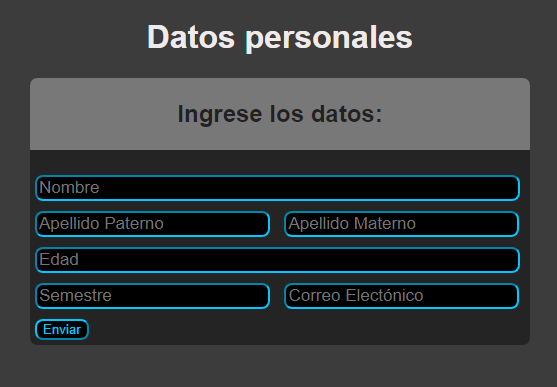 Datos personales
Ingrese los datos:
Nombre
Apellido Paterno Apellido Materno
Edad
Semestre Correo Electónico
Enviar